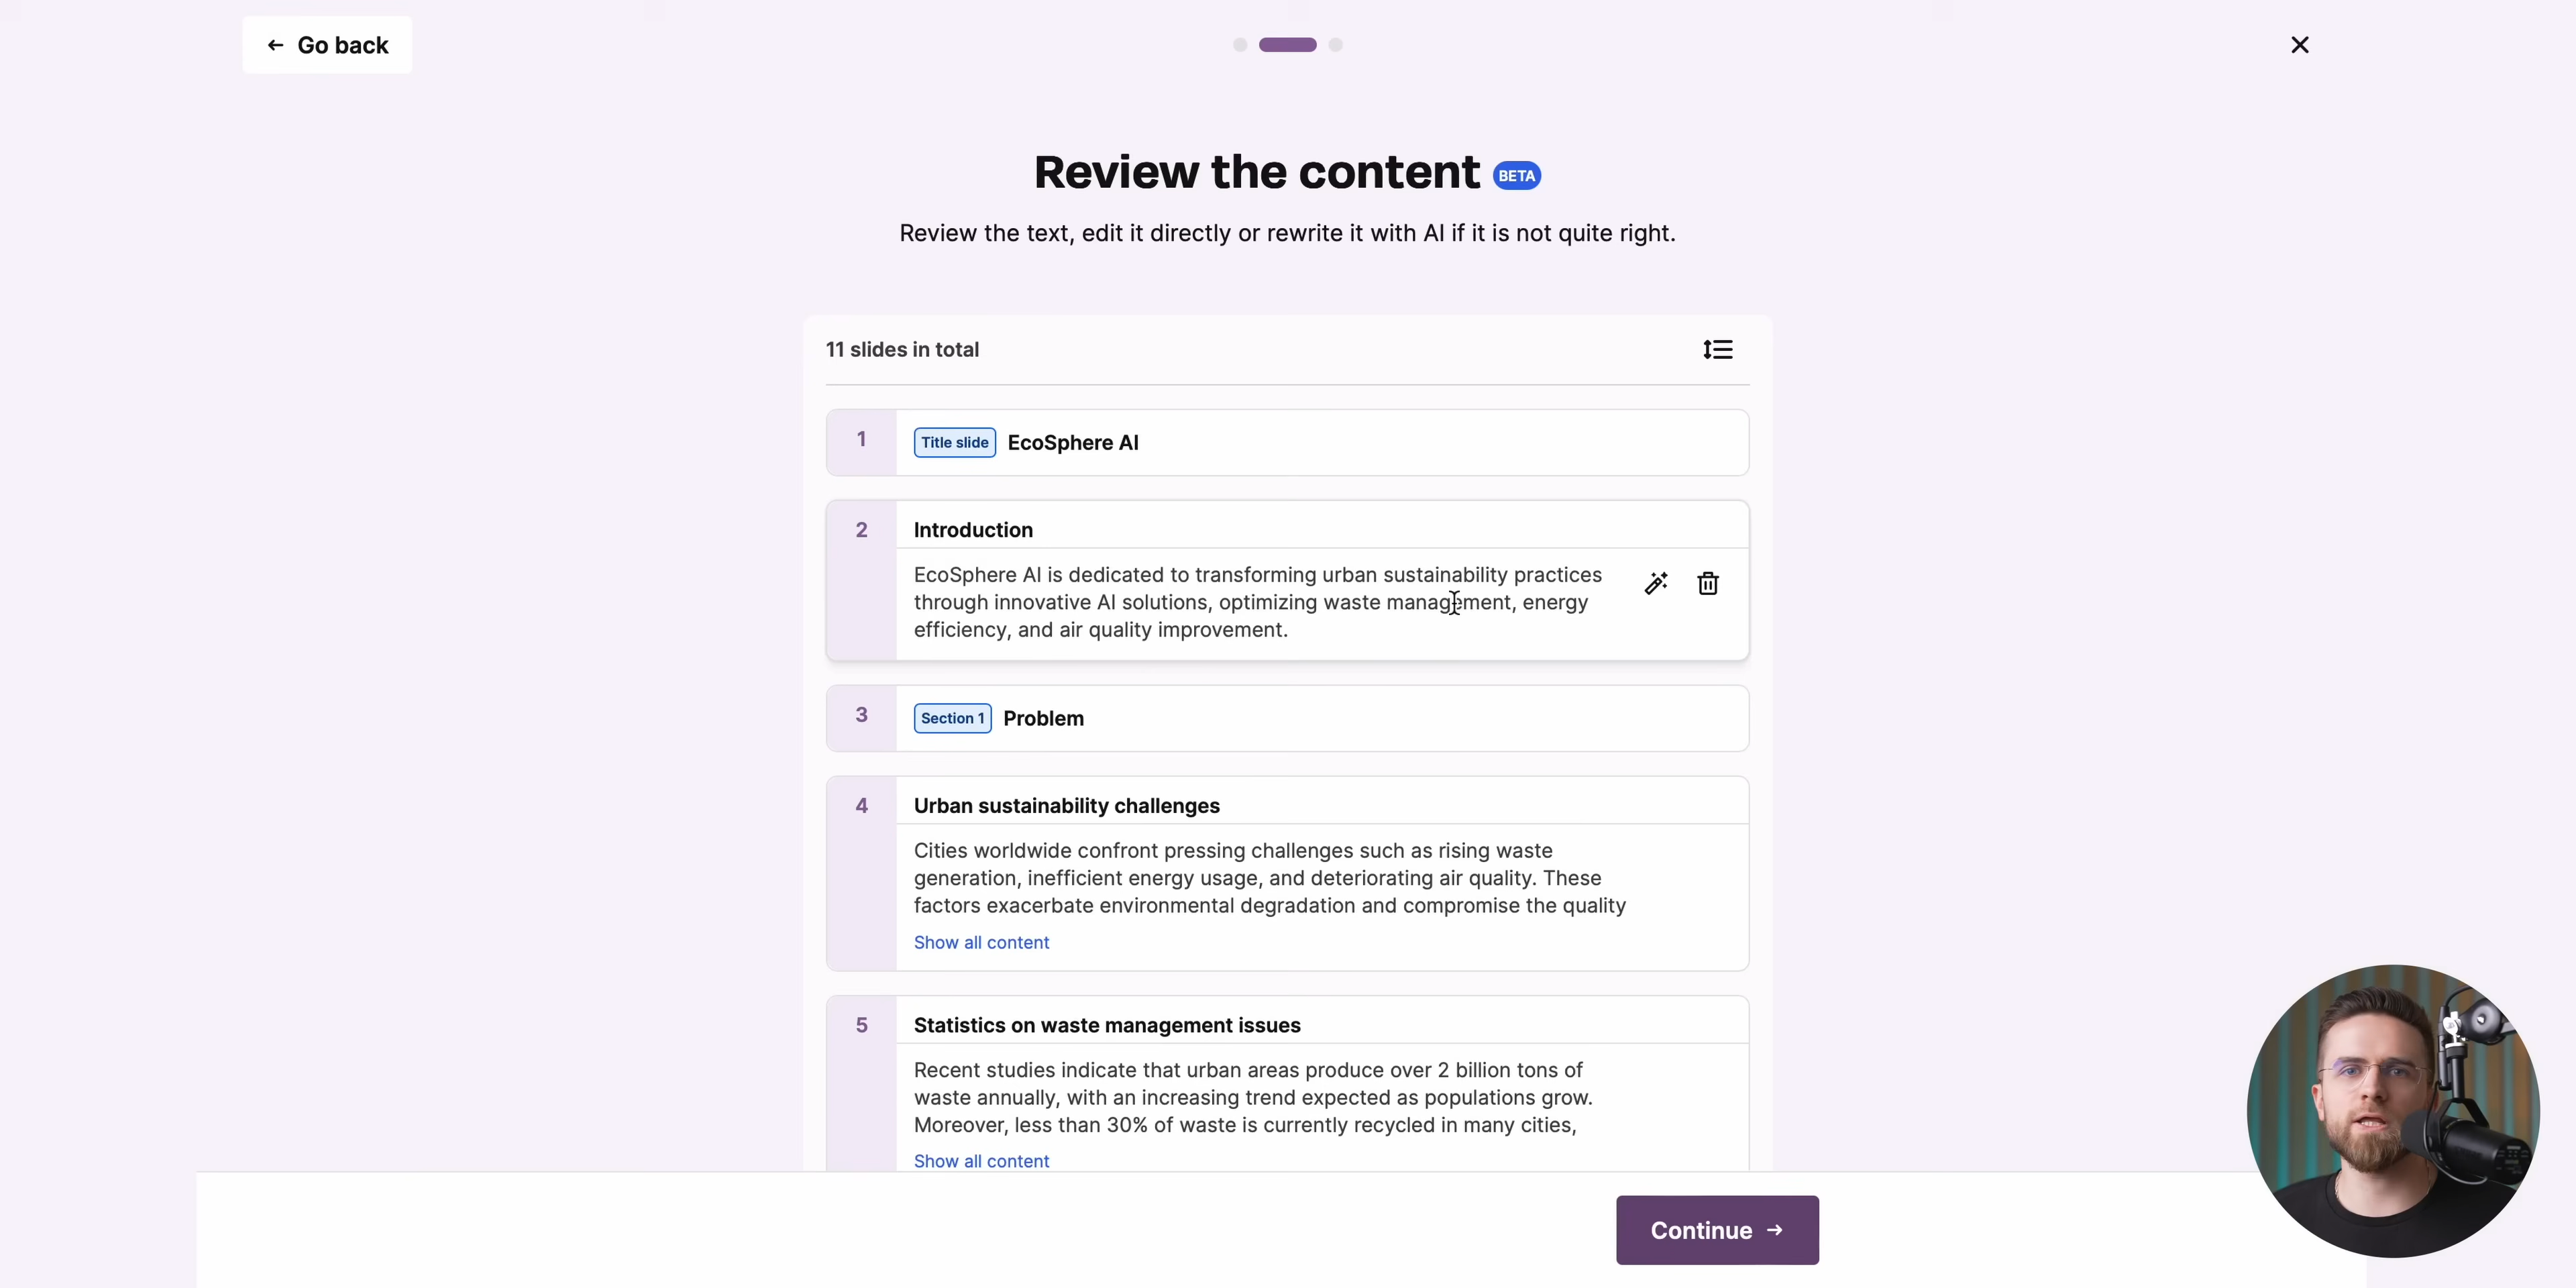 Go back
Review the content BETA
Review the text, edit it directly or rewrite it with AI if it is not quite right.
11 slides in total
1
Title slide EcoSphere AI
2
Introduction
EcoSphere AI is dedicated to transforming urban sustainability practices
through innovative AI solutions, optimizing waste management, energy
efficiency, and air quality improvement.
3
Section 1 Problem
4
Urban sustainability challenges
Cities worldwide confront pressing challenges such as rising waste
generation, inefficient energy usage, and deteriorating air quality. These
factors exacerbate environmental degradation and compromise the quality
Show all content
5
Statistics on waste management issues
Recent studies indicate that urban areas produce over 2 billion tons of
waste annually, with an increasing trend expected as populations grow.
Moreover, less than 30% of waste is currently recycled in many cities,
Show all content
Continue